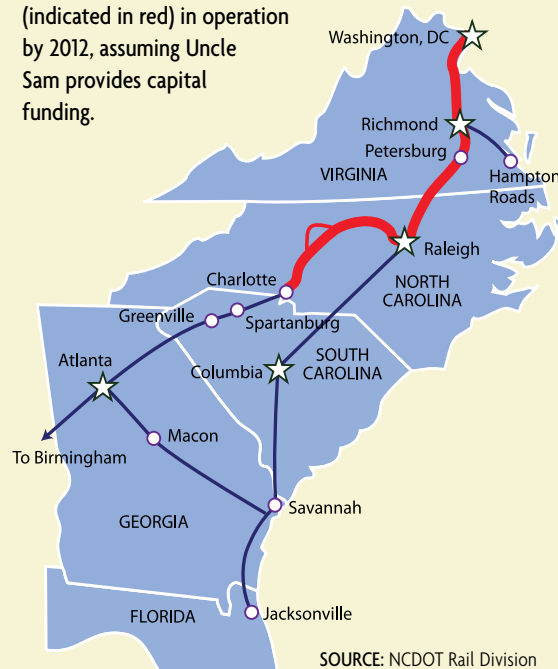 (indicated in red) in operation
by 2012, assuming Uncle
Sam provides capital
funding.
Washington, DC
Richmond
Petersburg
Hampton
Roads
VIRGINIA
Raleigh
NORTH
CAROLINA
Charlotte
Greenville
Spartanburg
SOUTH
CAROLINA
Atlanta
Columbia
Macon
To Birmingham
Savannah
GEORGIA
FLORIDA
Jacksonville
SOURCE: NCDOT Rail Division